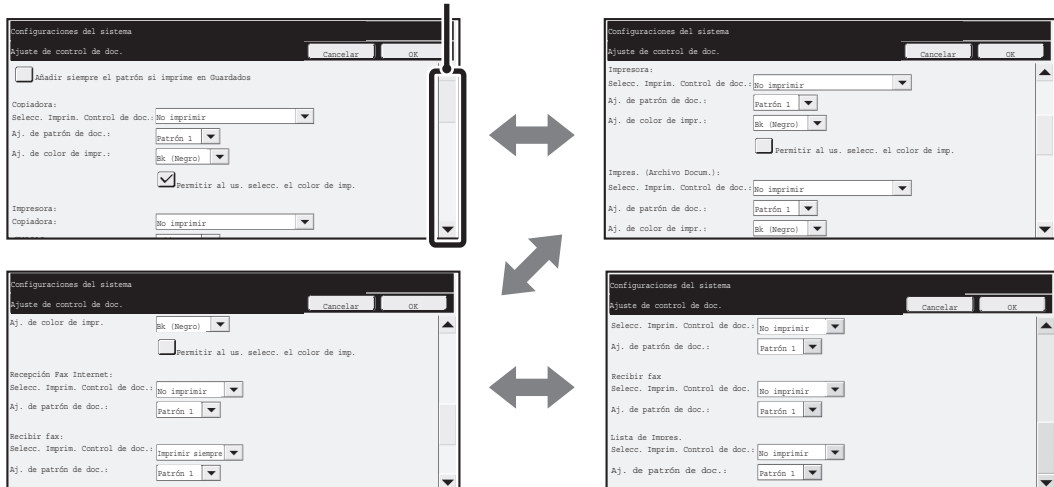 Configuraciones del sistema
Ajuste de control de doc.
Cancelar OK
Añadir siempre el patrón si imprime en Guardados
Copiadora:
Selecc. Imprim. Control de doc.: No imprimir
Aj. de patrón de doc.: Patrón 1
Aj. de color de impr.: Bk (Negro)
Permitir al us. selecc. el color de imp.
Impresora:
Copiadora: No imprimir
Configuraciones del sistema
Ajuste de control de doc.
Cancelar OK
Impresora:
Selecc. Imprim. Control de doc.: No imprimir
Aj. de patrón de doc.: Patrón 1
Aj. de color de impr.: Bk (Negro)
Permitir al us. selecc. el color de imp.
Impres. (Archivo Docum.):
Selecc. Imprim. Control de doc.: No imprimir
Aj. de patrón de doc.: Patrón 1
Aj. de color de impr.: Bk (Negro)
Configuraciones del sistema
Ajuste de control de doc.
Cancelar OK
Aj. de color de impr. Bk (Negro)
Permitir al us. selecc. el color de imp.
Recepción Fax Internet:
Selecc. Imprim. Control de doc.: No imprimir
Aj. de patrón de doc.: Patrón 1
Recibir fax:
Selecc. Imprim. Control de doc.: Imprimir siempre
Aj. de patrón de doc.: Patrón 1
Configuraciones del sistema
Ajuste de control de doc.
Cancelar OK
Selecc. Imprim. Control de doc.: No imprimir
Aj. de patrón de doc.: Patrón 1
Recibir fax
Selecc. Imprim. Control de doc. No imprimir
Aj. de patrón de doc.: Patrón 1
Lista de Impres.
Selecc. Imprim. Control de doc.: No imprimir
Aj. de patrón de doc.: Patrón 1